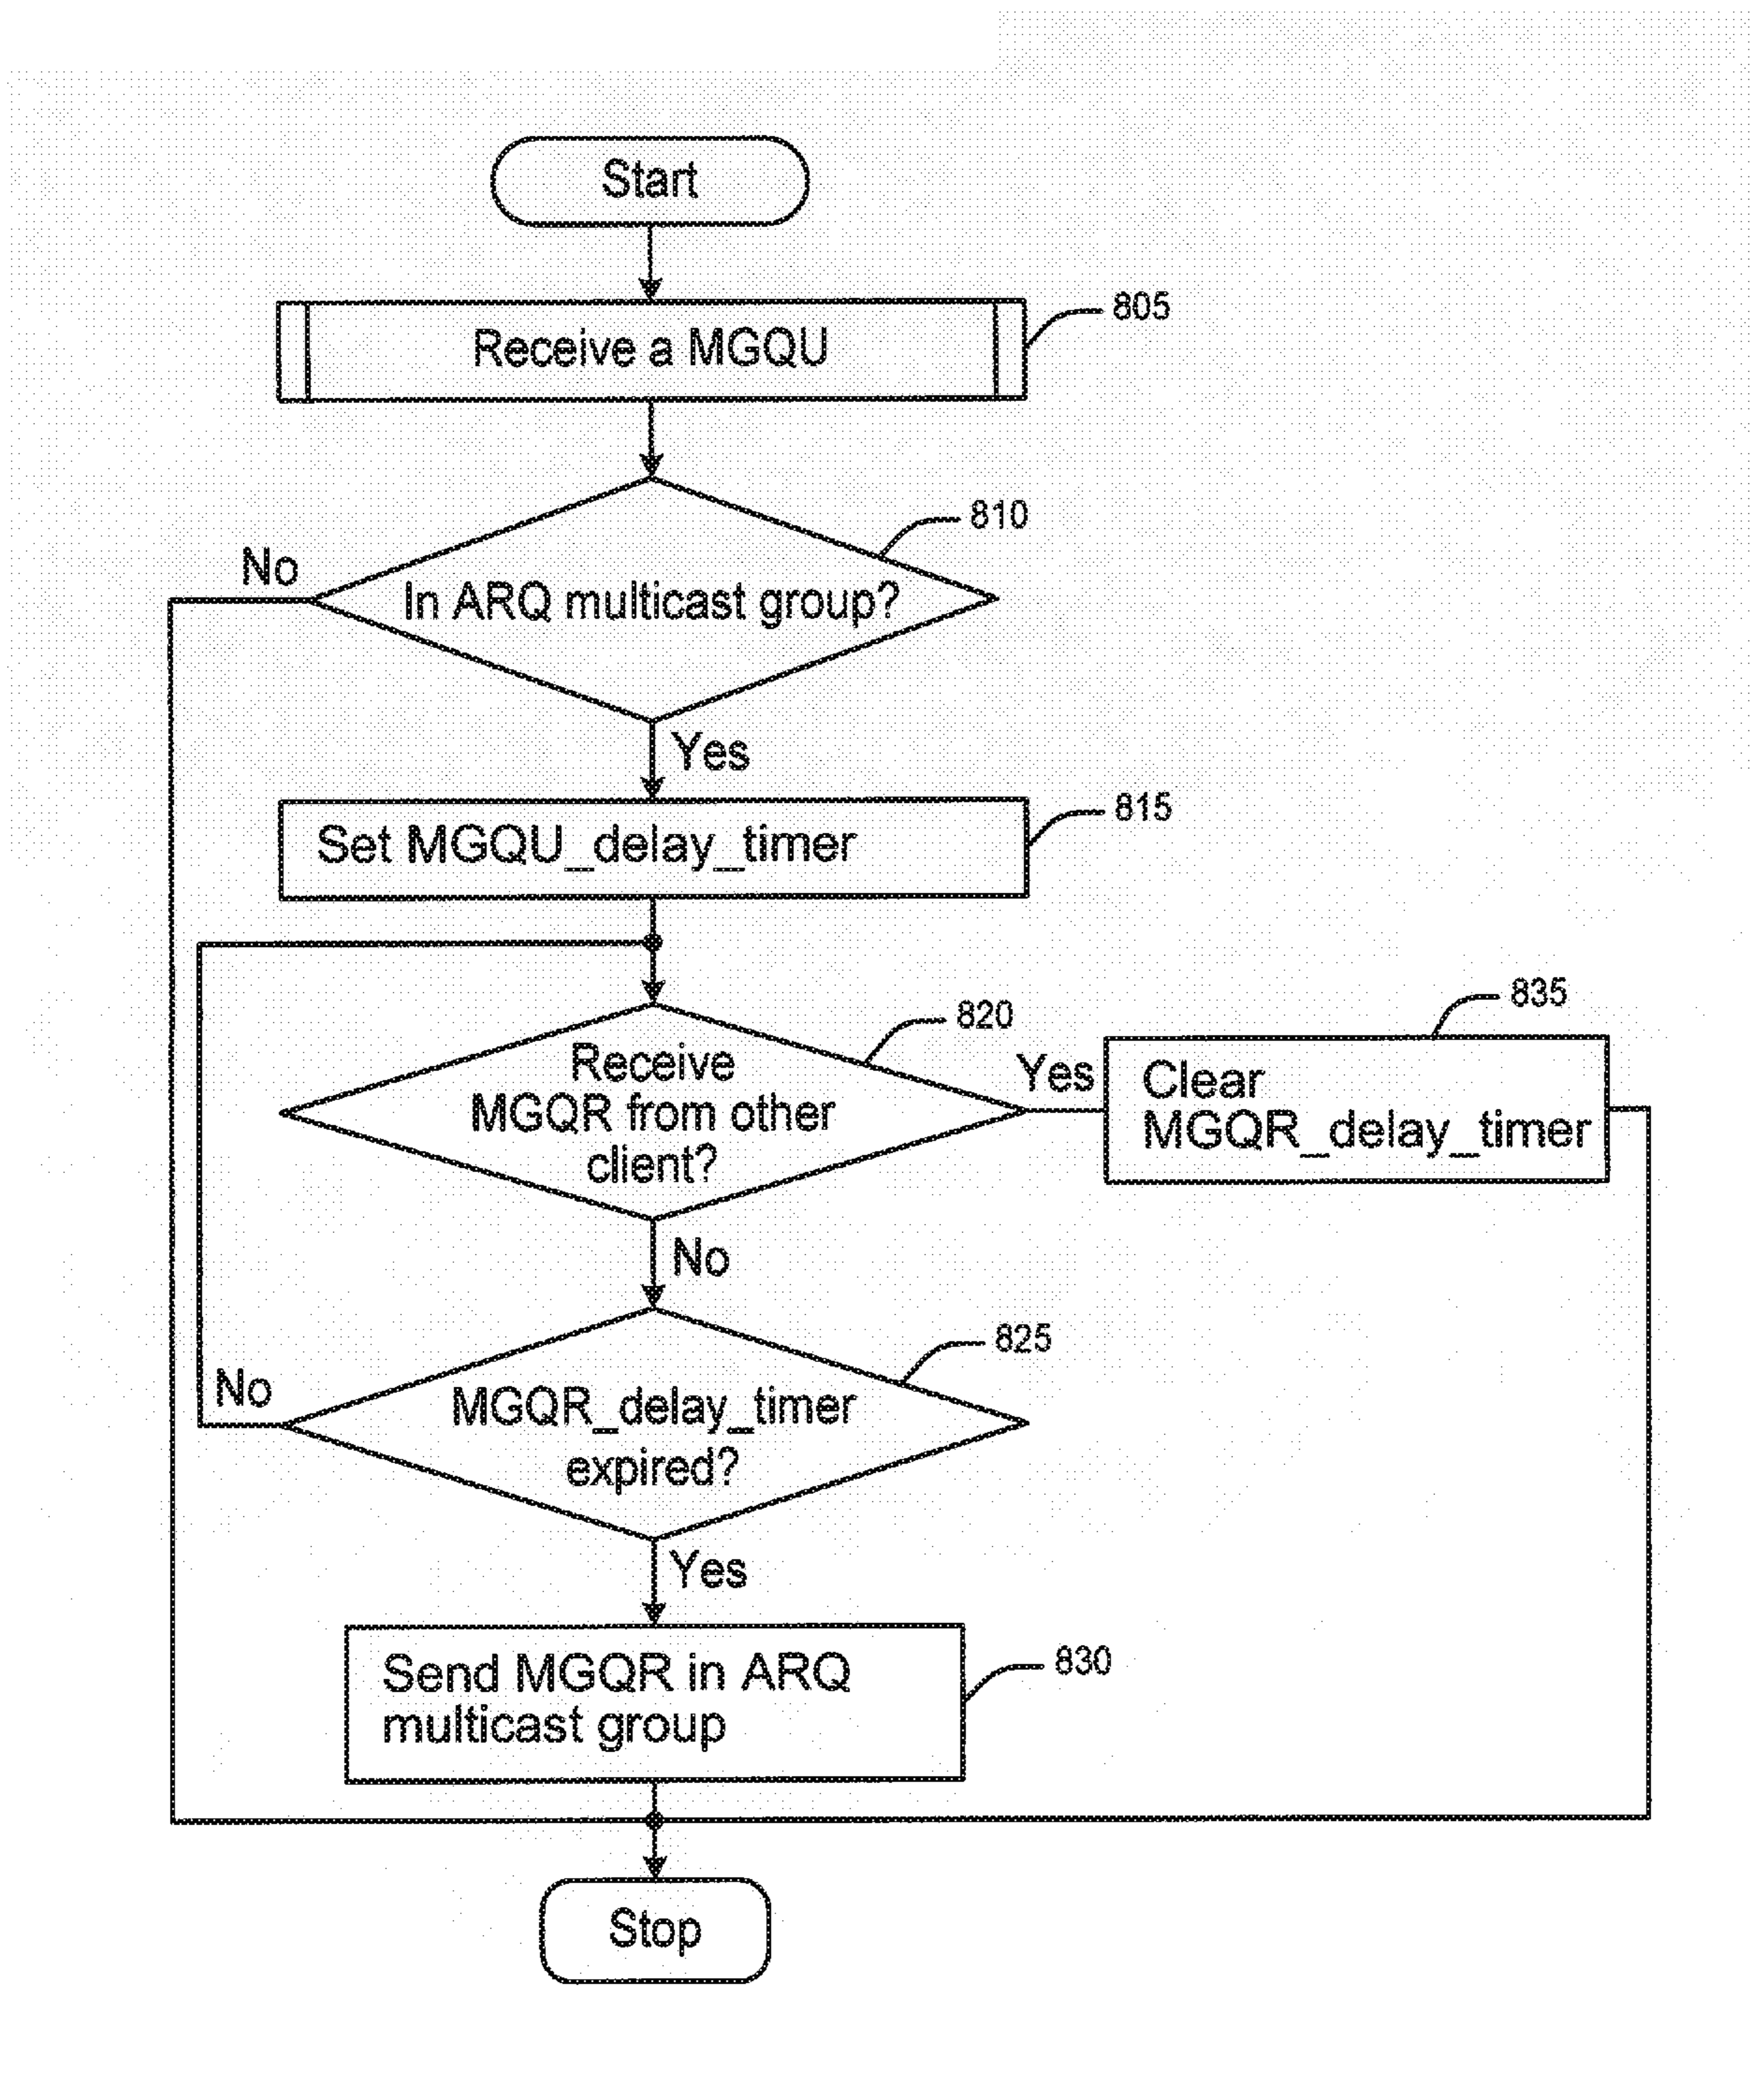 Start
Receive a MGQU
805
810
No
In ARQ multicast group?
Yes
815
Set MGQU_delay_timer
820
835
Receive
MGQR from other
client?
Yes
Clear
MGQR_delay_timer
No
825
No
MGQR_delay_timer
expired?
Yes
830
Send MGQR in ARQ
multicast group
Stop